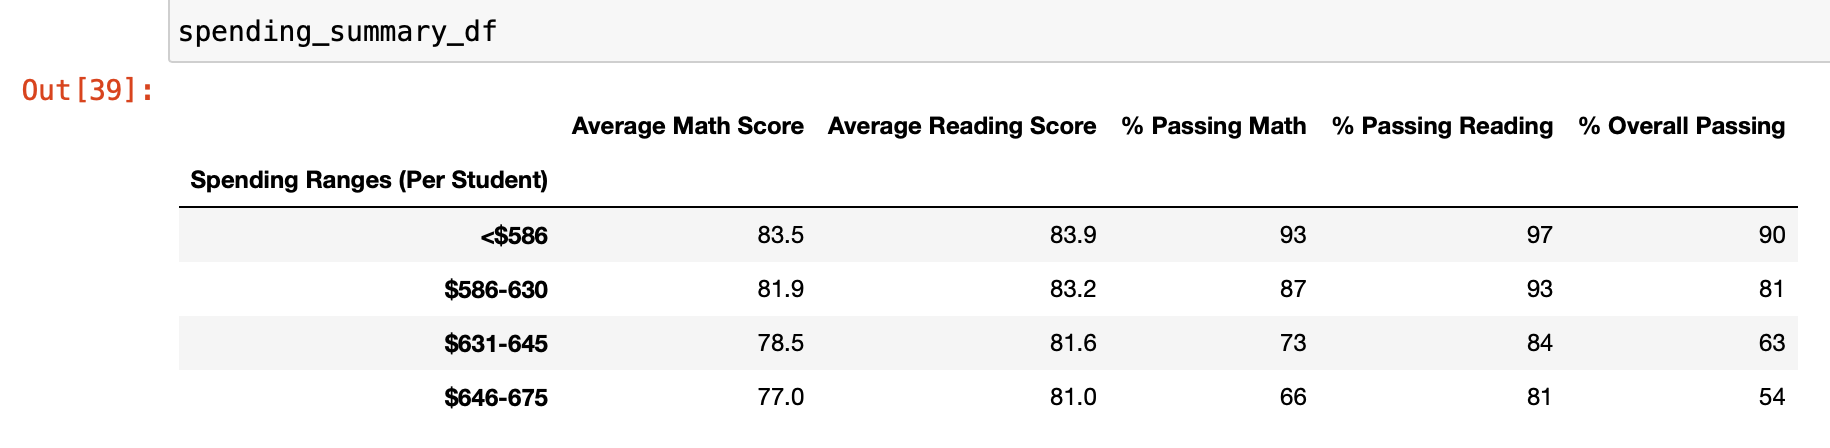 spending_summary_df
Out[39]:
Average Math Score Average Reading Score % Passing Math % Passing Reading % Overall Passing
Spending Ranges (Per Student)
<$586 83.5 83.9 93 97 90
$586-630 81.9 83.2 87 93 81
$631-645 78.5 81.6 73 84 63
$646-675 77.0 81.0 66 81 54